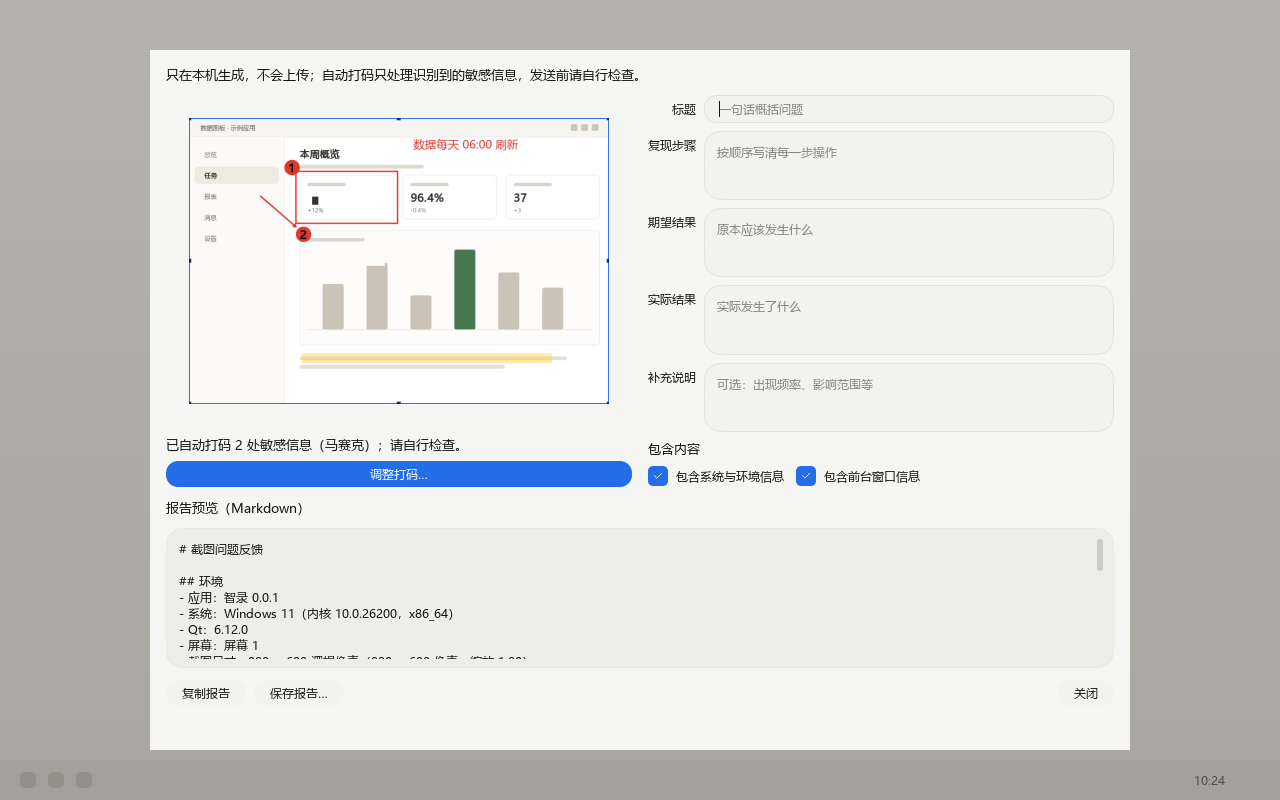 只在本机生成，不会上传；自动打码只处理识别到的敏感信息，发送前请自行检查。
数据面板 · 示例应用
数据每天 06:00 刷新
总览
任务
报表
消息
设置
本周概览
1
+12%
96.4%
-0.4%
37
+3
2
标题
一句话概括问题
复现步骤
按顺序写清每一步操作
期望结果
原本应该发生什么
实际结果
实际发生了什么
补充说明
可选：出现频率、影响范围等
已自动打码 2 处敏感信息（马赛克）；请自行检查。
调整打码...
包含内容
包含系统与环境信息
包含前台窗口信息
报告预览（Markdown）
# 截图问题反馈
## 环境
- 应用：智录 0.0.1
- 系统：Windows 11（内核 10.0.26200，x86_64）
- Qt：6.12.0
- 屏幕：屏幕 1
复制报告
保存报告...
关闭
10:24